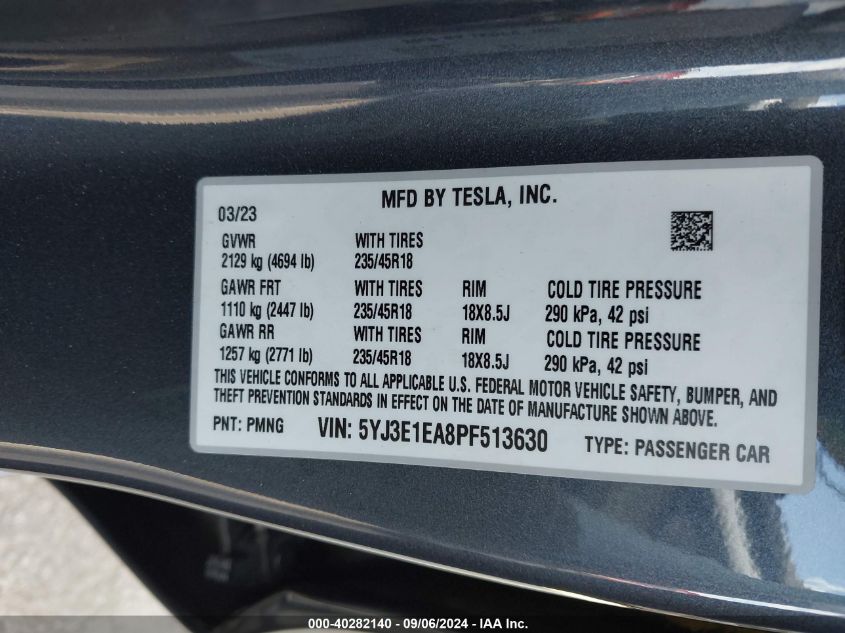 MFD BY TESLA, INC.
03/23
GVWR WITH TIRES
2129 kg (4694 lb) 235/45R18
GAWR FRT WITH TIRES RIM COLD TIRE PRESSURE
1110 kg (2447 lb) 235/45R18 18X8.5J 290 kPa, 42 psi
GAWR RR WITH TIRES RIM COLD TIRE PRESSURE
1257 kg (2771 lb) 235/45R18 18X8.5J 290 kPa, 42 psi
THIS VEHICLE CONFORMS TO ALL APPLICABLE U.S. FEDERAL MOTOR VEHICLE SAFETY, BUMPER, AND
THEFT PREVENTION STANDARDS IN EFFECT ON THE DATE OF MANUFACTURE SHOWN ABOVE.
PNT: PMNG VIN: 5YJ3E1EA8PF513630 TYPE: PASSENGER CAR
000-40282140 - 09/06/2024 - IAA Inc.